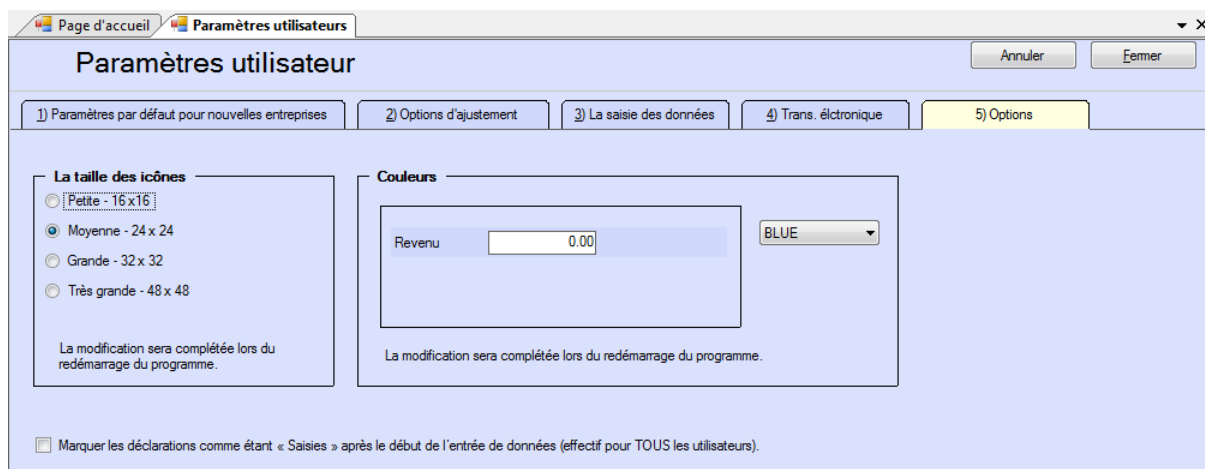 Page d'accueil Paramètres utilisateurs
Paramètres utilisateur
Annuler Fermer
1) Paramètres par défaut pour nouvelles entreprises 2) Options d'ajustement 3) La saisie des données 4) Trans. élctronique 5) Options
La taille des icônes
Petite - 16 x16
Moyenne - 24 x 24
Grande - 32 x 32
Très grande - 48 x 48
La modification sera complétée lors du
redémarrage du programme.
Couleurs
Revenu 0.00
BLUE
La modification sera complétée lors du redémarrage du programme.
Marquer les déclarations comme étant « Saisies » après le début de l'entrée de données (effectif pour TOUS les utilisateurs).